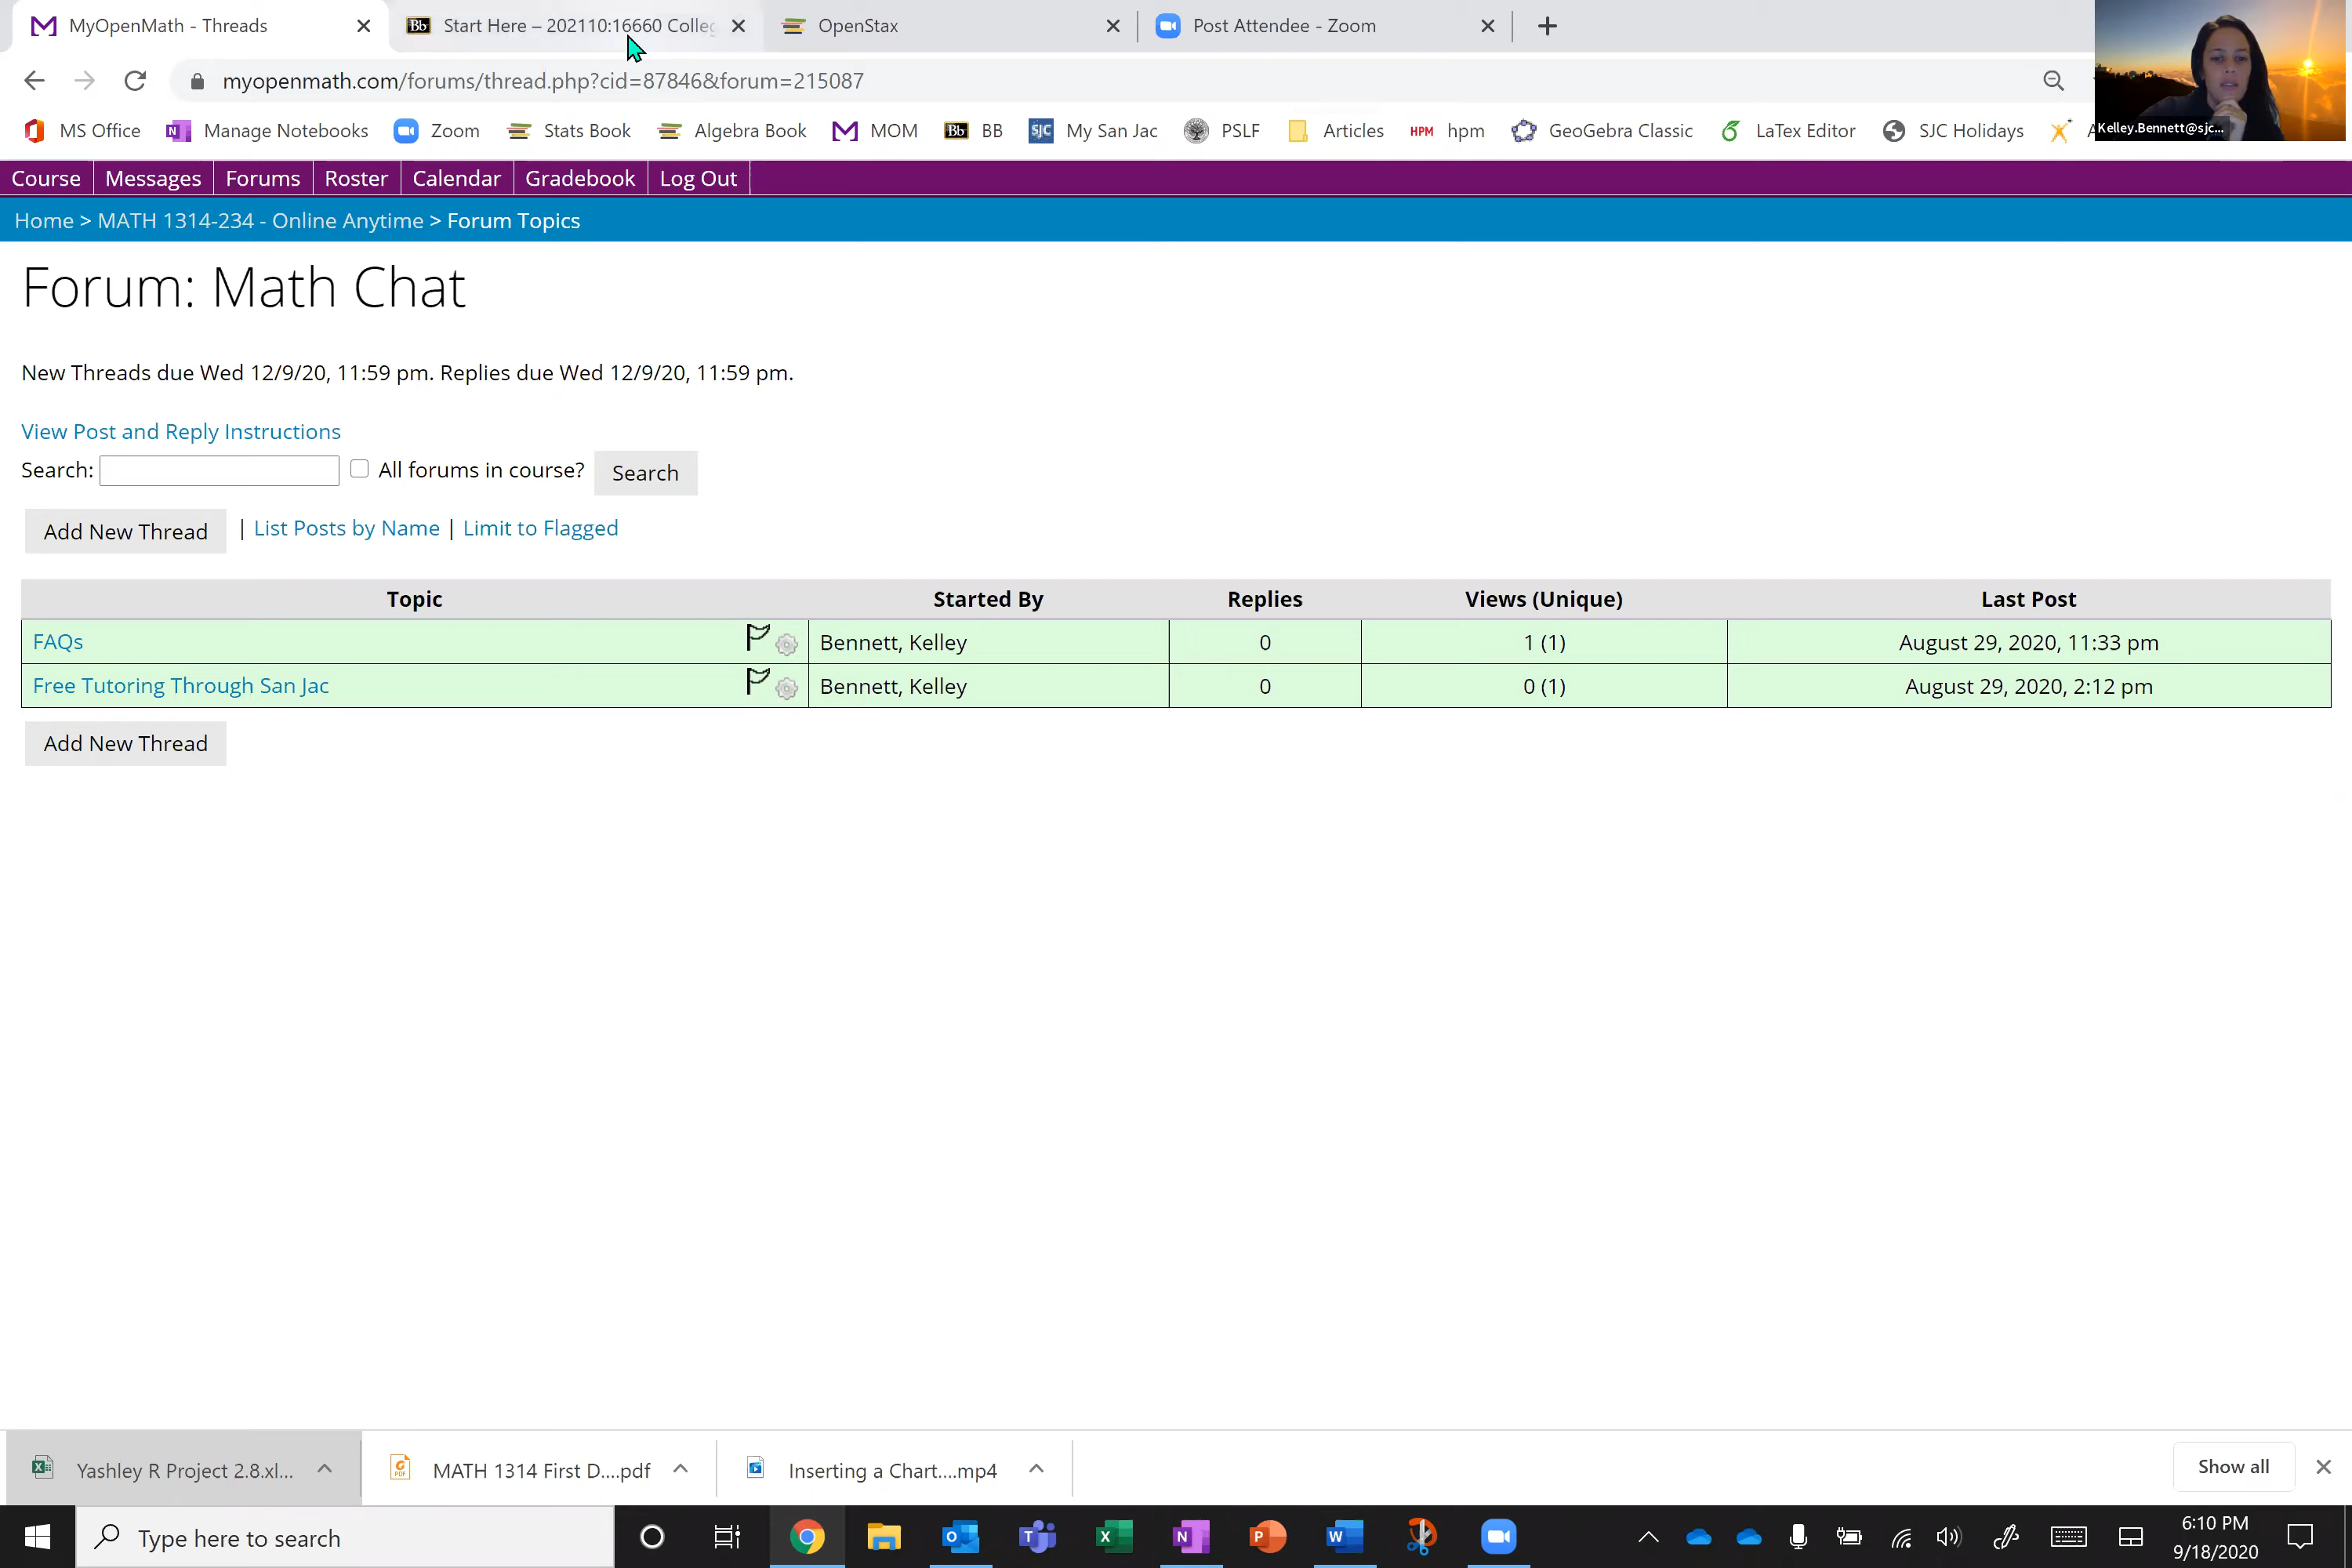 MyOpenMath - Threads
Start Here – 202110:16660 Colleg
OpenStax
Post Attendee - Zoom
myopenmath.com/forums/thread.php?cid=87846&forum=215087
MS Office Manage Notebooks Zoom Stats Book Algebra Book MOM BB My San Jac PSLF Articles hpm GeoGebra Classic LaTex Editor SJC Holidays
Kelley.Bennett@sjc...
Course Messages Forums Roster Calendar Gradebook Log Out
Home > MATH 1314-234 - Online Anytime > Forum Topics
Forum: Math Chat
New Threads due Wed 12/9/20, 11:59 pm. Replies due Wed 12/9/20, 11:59 pm.
View Post and Reply Instructions
Search: All forums in course? Search
Add New Thread | List Posts by Name | Limit to Flagged
Topic Started By Replies Views (Unique) Last Post
FAQs Bennett, Kelley 0 1 (1) August 29, 2020, 11:33 pm
Free Tutoring Through San Jac Bennett, Kelley 0 0 (1) August 29, 2020, 2:12 pm
Add New Thread
Yashley R Project 2.8.xl... MATH 1314 First D....pdf Inserting a Chart....mp4 Show all
Type here to search
6:10 PM
9/18/2020